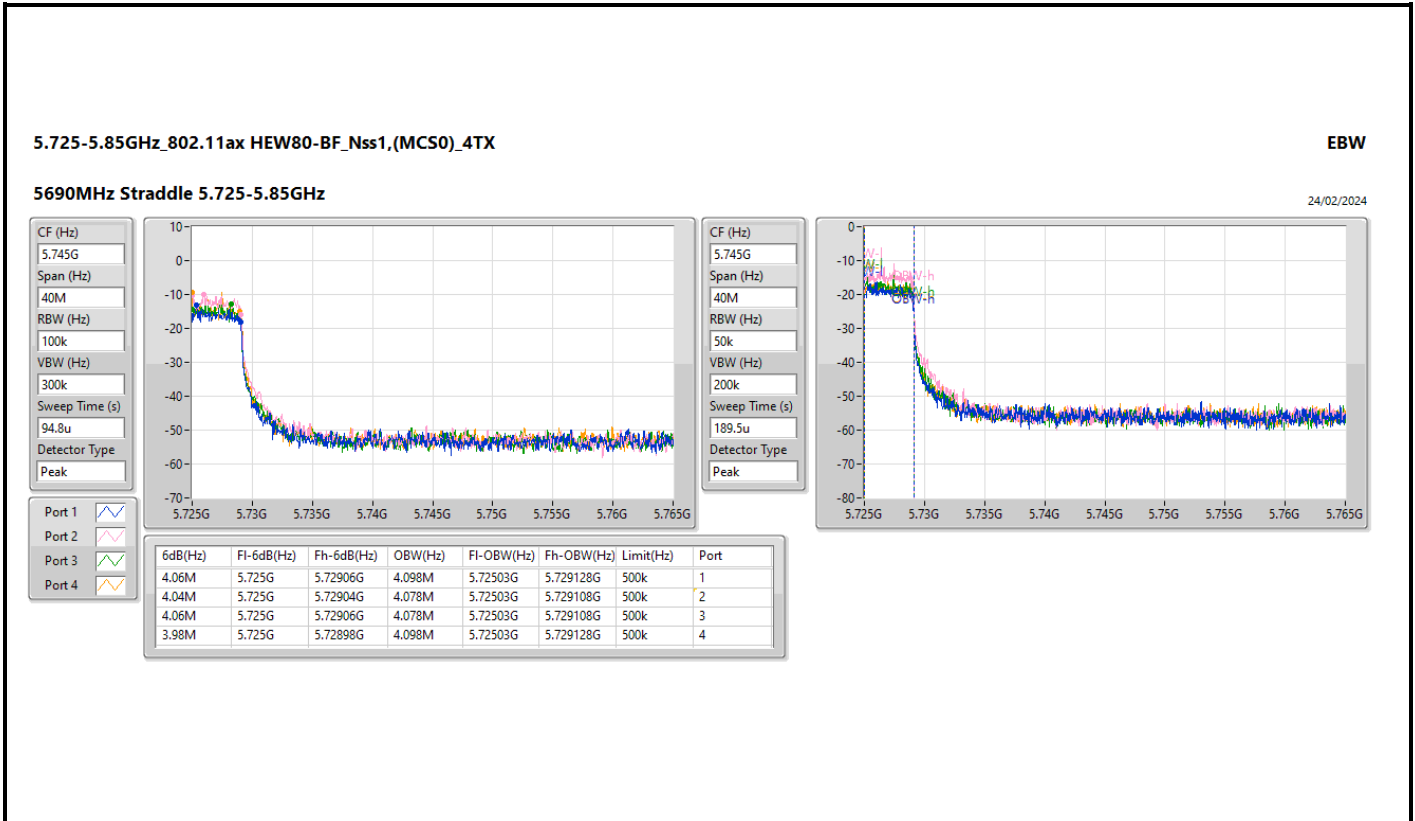 5.725-5.85GHz_802.11ax HEW80-BF_Nss1,(MCS0)_4TX
EBW
5690MHz Straddle 5.725-5.85GHz
24/02/2024
CF (Hz)
5.745G
Span (Hz)
40M
RBW (Hz)
100k
VBW (Hz)
300k
Sweep Time (s)
94.8u
Detector Type
Peak
10
0
-10
-20
-30
-40
-50
-60
-70
5.725G 5.73G 5.735G 5.74G 5.745G 5.75G 5.755G 5.76G 5.765G
CF (Hz)
5.745G
Span (Hz)
40M
RBW (Hz)
50k
VBW (Hz)
200k
Sweep Time (s)
189.5u
Detector Type
Peak
0
-10
-20
-30
-40
-50
-60
-70
-80
5.725G 5.73G 5.735G 5.74G 5.745G 5.75G 5.755G 5.76G 5.765G
Port 1
Port 2
Port 3
Port 4
6dB(Hz) Fl-6dB(Hz) Fh-6dB(Hz) OBW(Hz) Fl-OBW(Hz) Fh-OBW(Hz) Limit(Hz) Port
4.06M 5.725G 5.72906G 4.098M 5.72503G 5.729128G 500k 1
4.04M 5.725G 5.72904G 4.078M 5.72503G 5.729108G 500k 2
4.06M 5.725G 5.72906G 4.078M 5.72503G 5.729108G 500k 3
3.98M 5.725G 5.72898G 4.098M 5.72503G 5.729128G 500k 4